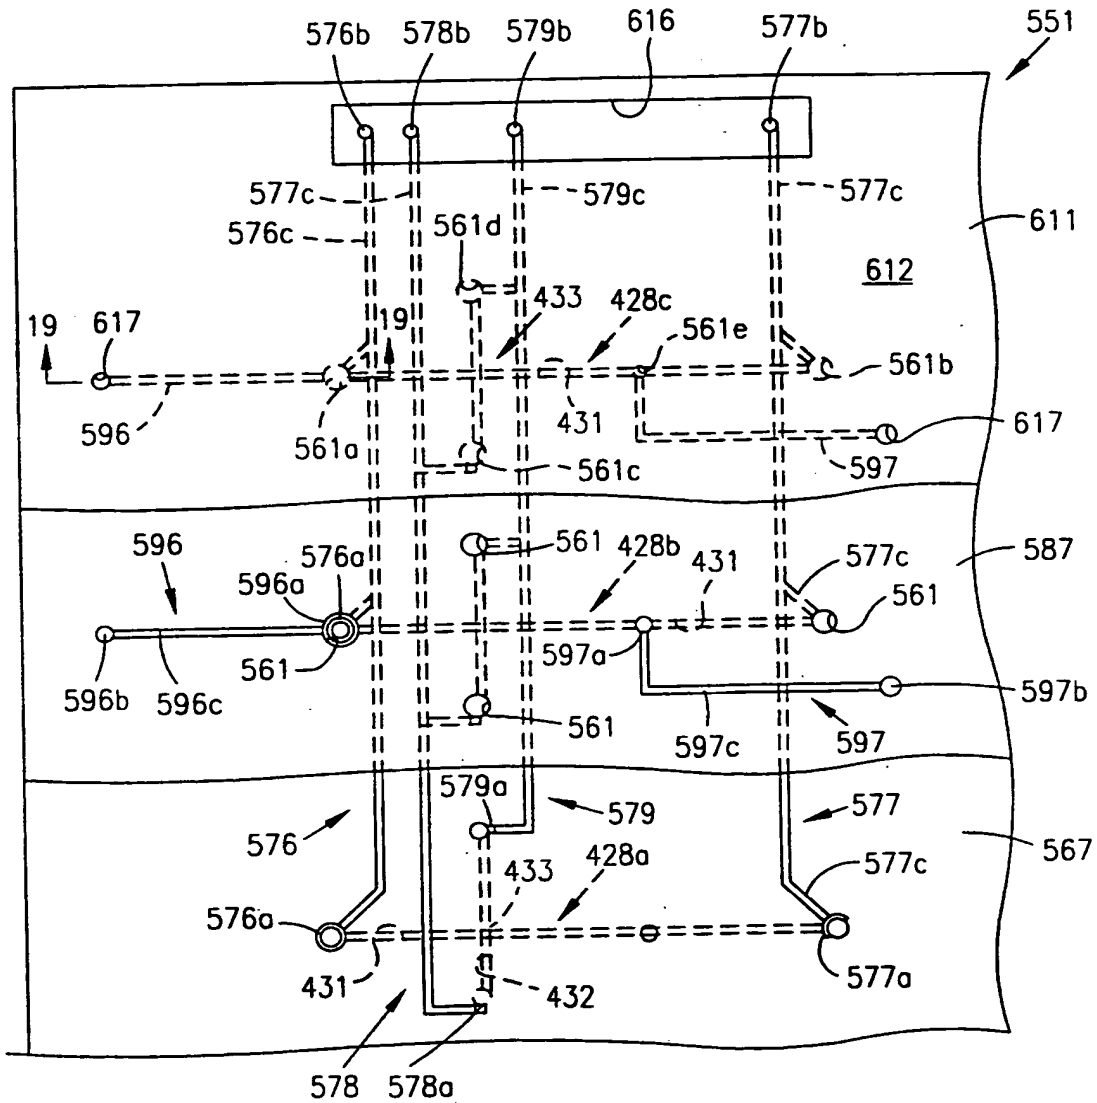 576b 578b 579b 616 577b 551
577c 579c 577c
576c 561d 611
612
19 617 19 433 428c 561e
561b
596 561a 431 617
561c 597
596 576a 561 428b 431 577c 587
596a 561
561 597a
596b 596c 561 597c 597 597b
579a
576 579 577
433 428a 567
576a 577c
431 432 577a
578 578a